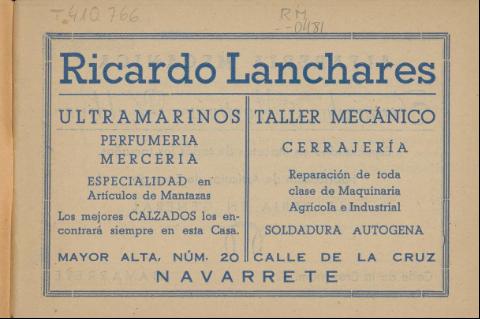 T.410.766
RM
D481
Ricardo Lanchares
ULTRAMARINOS
PERFUMERIA
MERCERIA
ESPECIALIDAD en
Artículos de Mantazas
Los mejores CALZADOS los en-
contrará siempre en esta Casa.
MAYOR ALTA, NÚM. 20
TALLER MECÁNICO
CERRAJERÍA
Reparación de toda
clase de Maquinaria
Agrícola e Industrial
SOLDADURA AUTOGENA
CALLE DE LA CRUZ
NAVARRETE